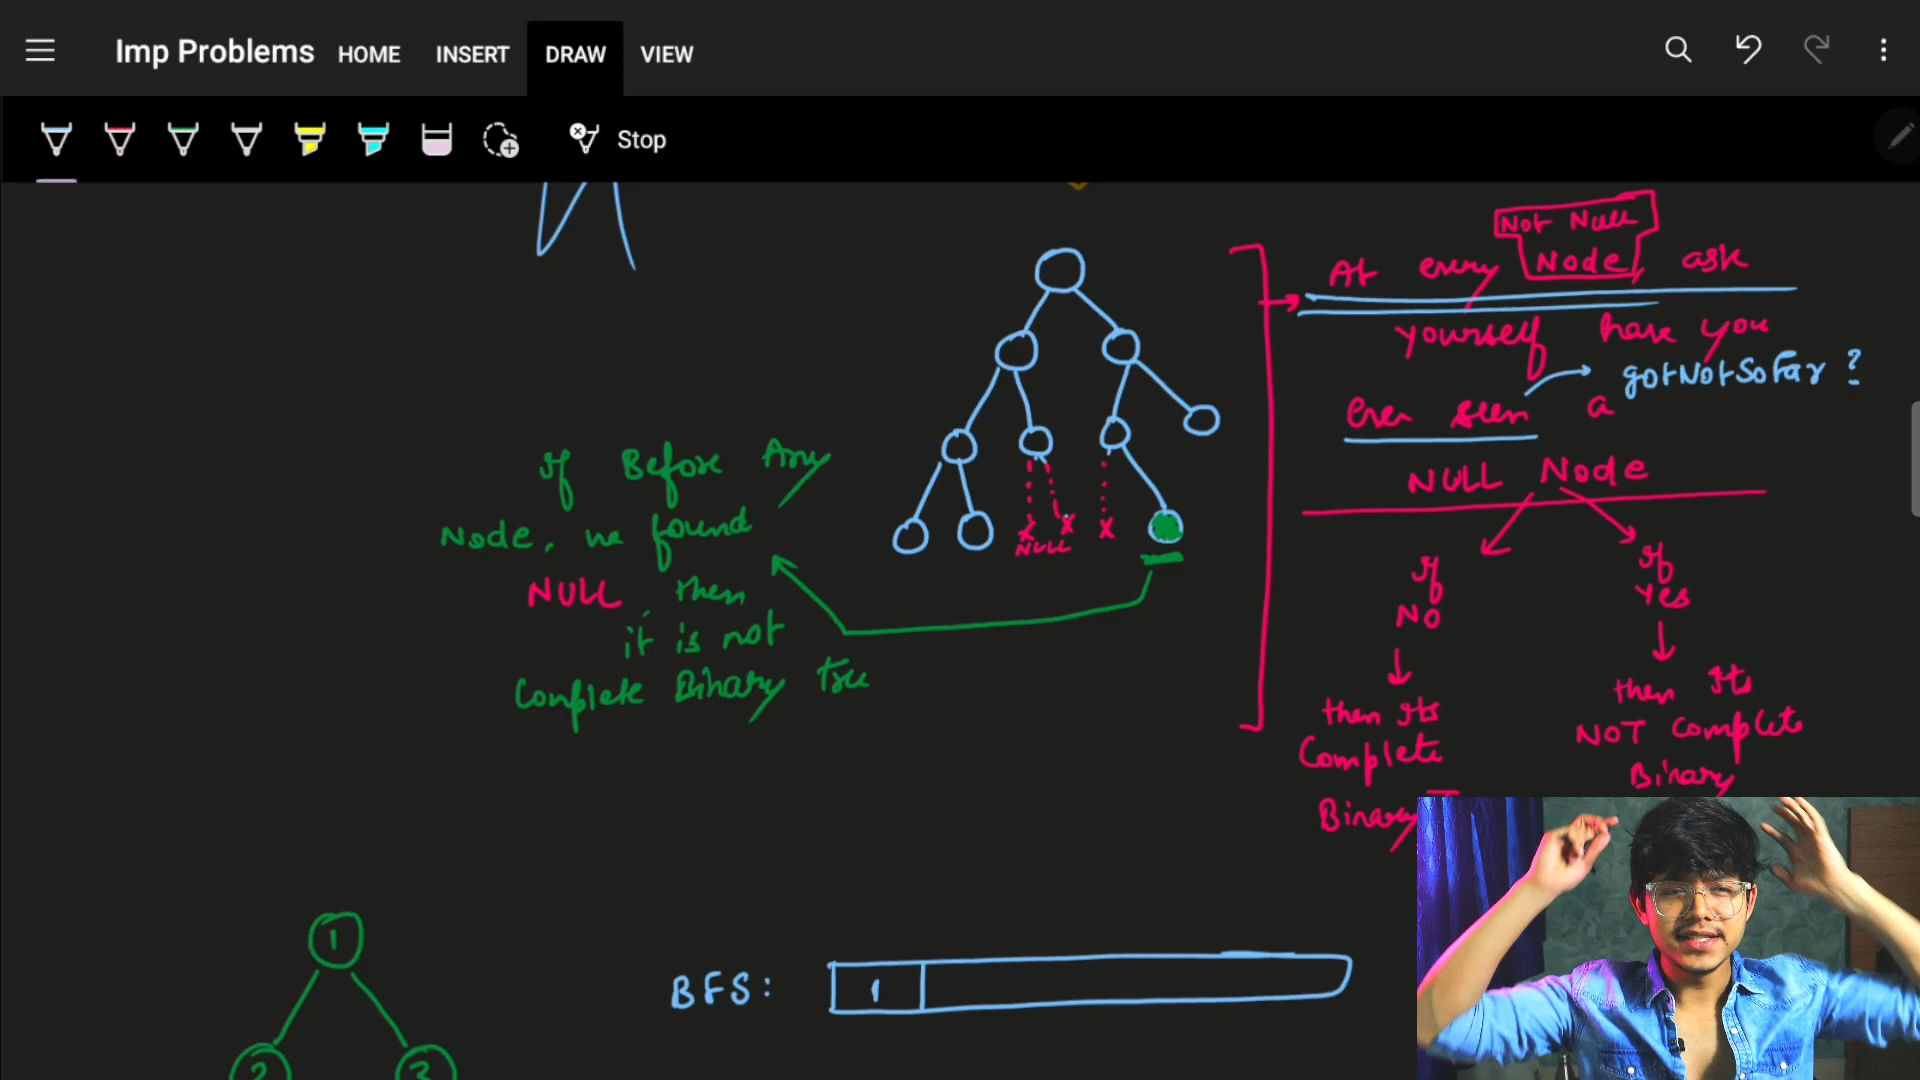 Imp Problems HOME INSERT DRAW VIEW
Stop
Not Null
At every Node, ask
yourself have you
gotNotSoFar ?
ever seen a
NULL Node
If Before Any
Node, we found
NULL, then
it is not
Complete Binary tree
X X X
NULL
If
NO
then Its
Complete
Binary T
If
Yes
then Its
NOT Complete
Binary
BFS: 1
1
2 3